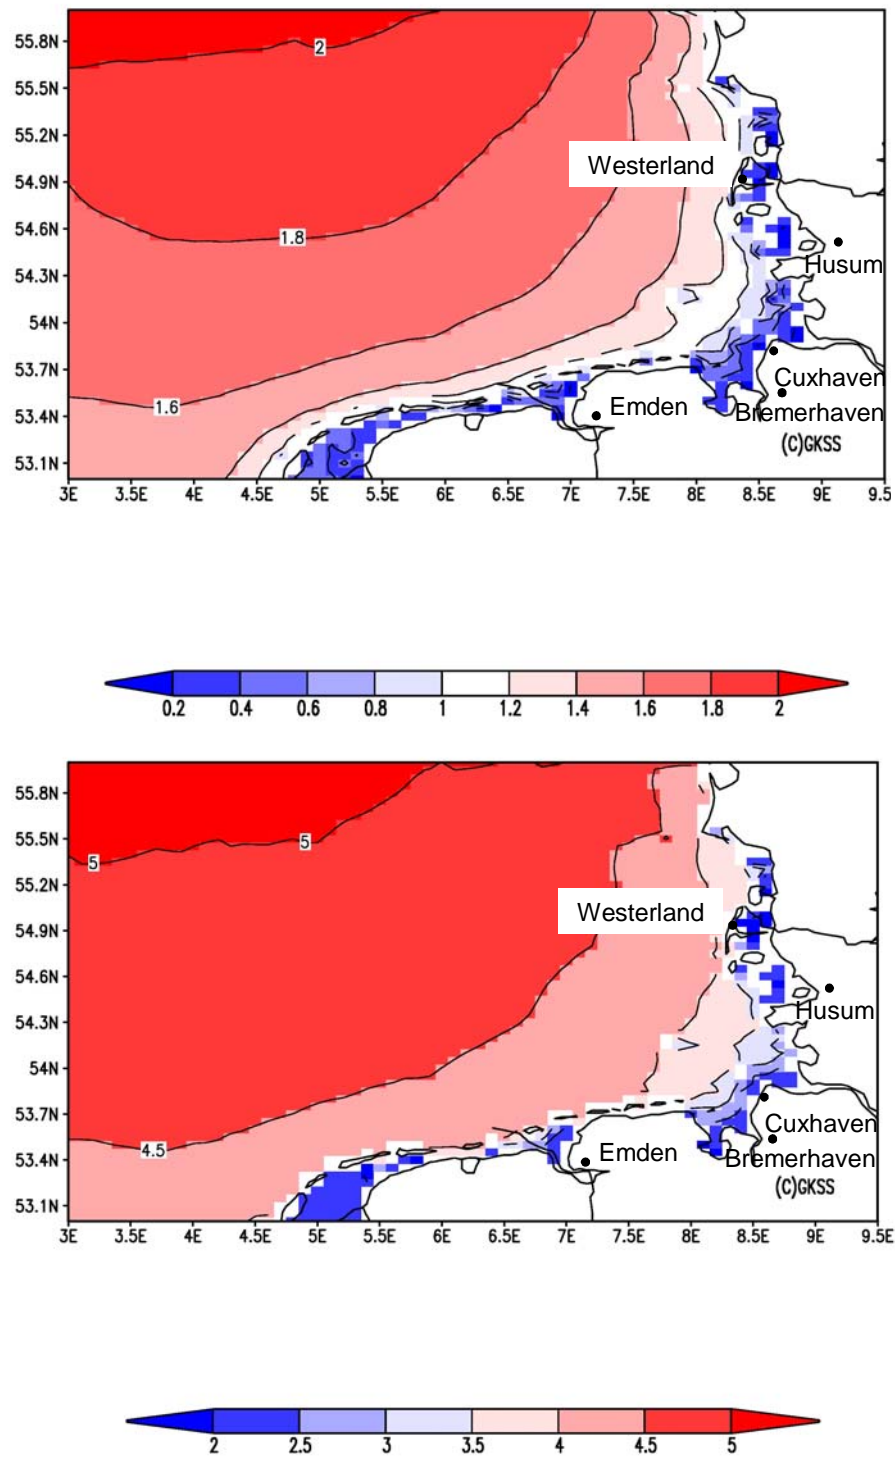 55.8N
2
55.5N
55.2N
Westerland
54.9N
54.6N
1.8
Husum
54.3N
54N
53.7N
Cuxhaven
1.6
Emden
Bremerhaven
53.4N
(C)GKSS
53.1N
3E 3.5E 4E 4.5E 5E 5.5E 6E 6.5E 7E 7.5E 8E 8.5E 9E 9.5
0.2 0.4 0.6 0.8 1 1.2 1.4 1.6 1.8 2
55.8N
55.5N
5
5
55.2N
Westerland
54.9N
54.6N
Husum
54.3N
54N
53.7N
Cuxhaven
4.5
Emden
Bremerhaven
53.4N
(C)GKSS
53.1N
3E 3.5E 4E 4.5E 5E 5.5E 6E 6.5E 7E 7.5E 8E 8.5E 9E 9.5E
2 2.5 3 3.5 4 4.5 5